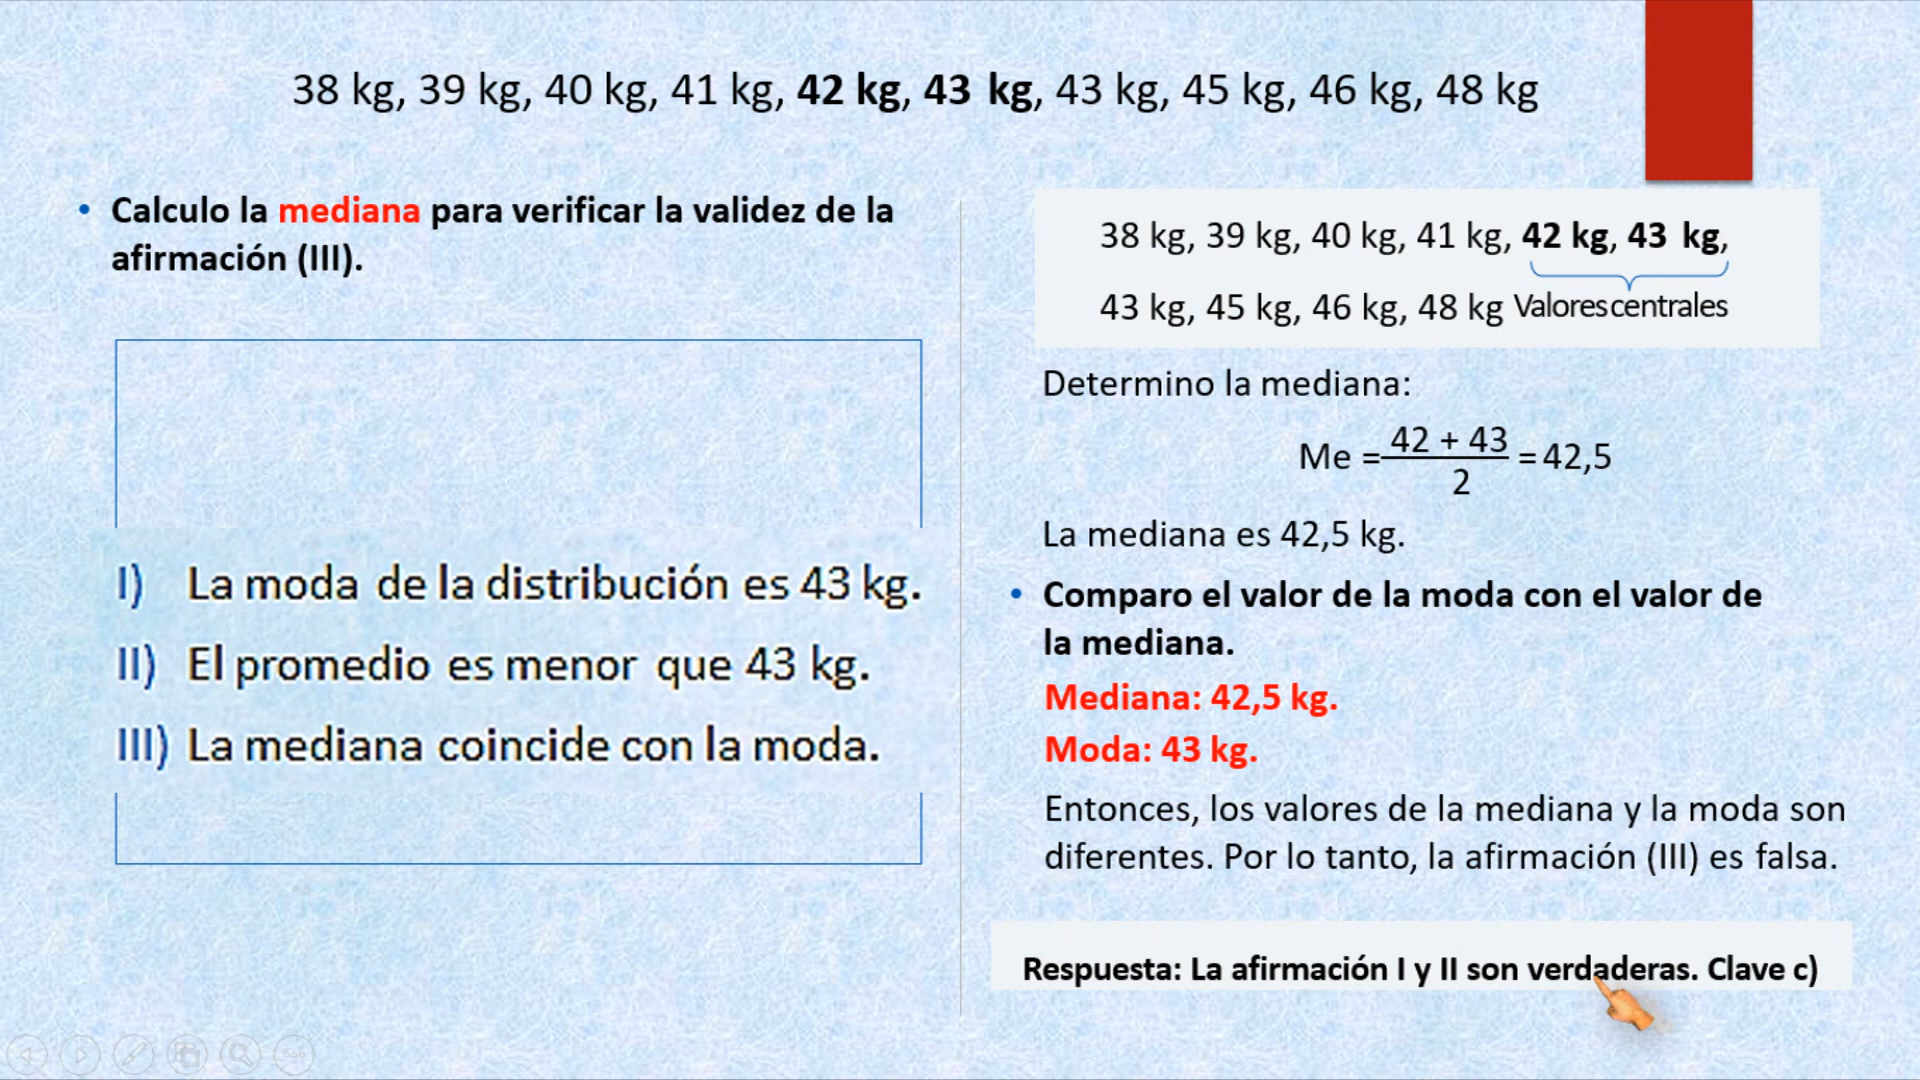 38 kg, 39 kg, 40 kg, 41 kg, 42 kg, 43 kg, 43 kg, 45 kg, 46 kg, 48 kg
• Calculo la mediana para verificar la validez de la
afirmación (III).
I) La moda de la distribución es 43 kg.
II) El promedio es menor que 43 kg.
III) La mediana coincide con la moda.
38 kg, 39 kg, 40 kg, 41 kg, 42 kg, 43 kg,
43 kg, 45 kg, 46 kg, 48 kg Valores centrales
Determino la mediana:
42 + 43
Me = = 42,5
2
La mediana es 42,5 kg.
• Comparo el valor de la moda con el valor de
la mediana.
Mediana: 42,5 kg.
Moda: 43 kg.
Entonces, los valores de la mediana y la moda son
diferentes. Por lo tanto, la afirmación (III) es falsa.
Respuesta: La afirmación I y II son verdaderas. Clave c)